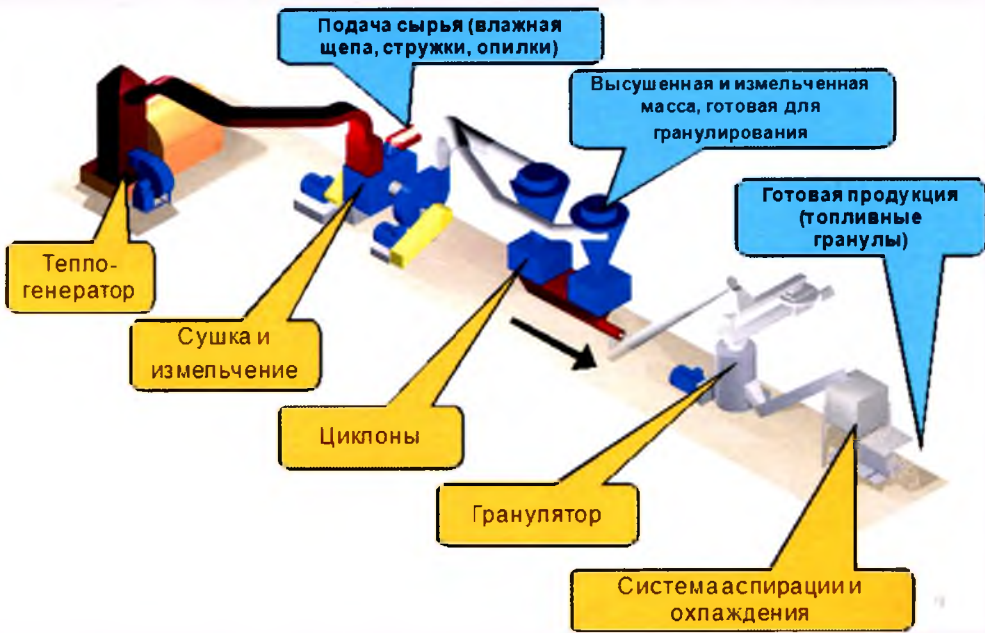 Подача сырья (влажная
щепа, стружки, опилки)
Высушенная и измельченная
масса, готовая для
гранулирования
Готовая продукция
(топливные
гранулы)
Тепло-
генератор
Сушка и
измельчение
Циклоны
Гранулятор
Система аспирации и
охлаждения